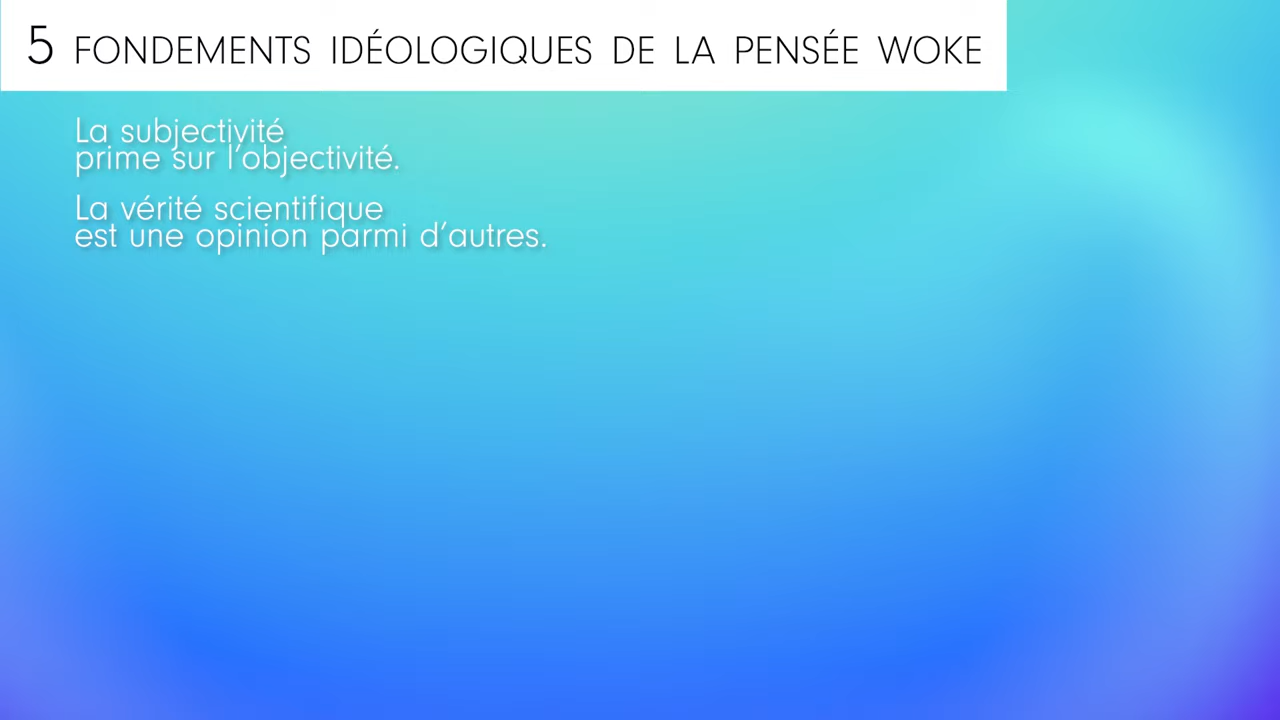 5 FONDEMENTS IDÉOLOGIQUES DE LA PENSÉE WOKE
La subjectivité
prime sur l'objectivité.
La vérité scientifique
est une opinion parmi d'autres.